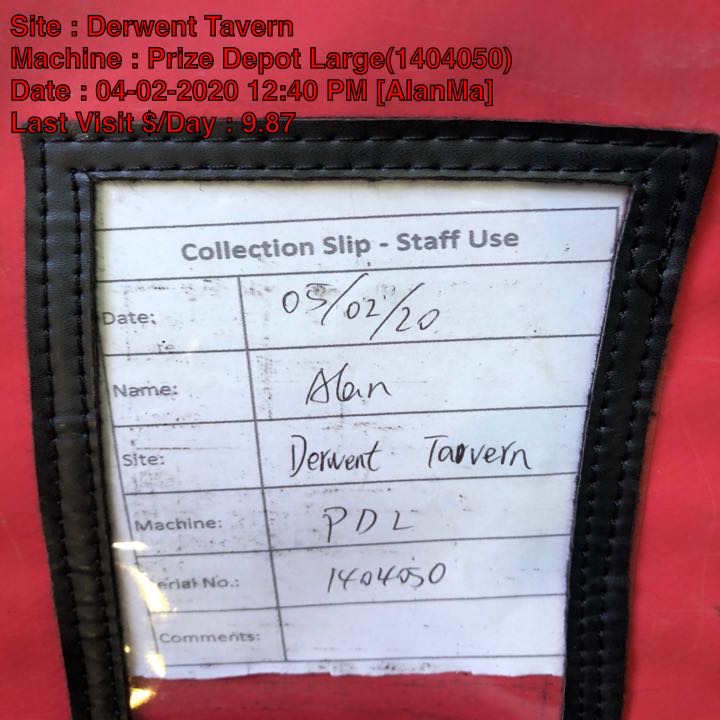 Site : Derwent Tavern
Machine : Prize Depot Large(1404050)
Date : 04-02-2020 12:40 PM [AlanMa]
Last Visit $/Day : 9.87
Collection Slip - Staff Use
Date: 05/02/20
Name: Alan
Site: Derwent Tarvern
Machine: PDL
erial No.: 1404050
Comments: